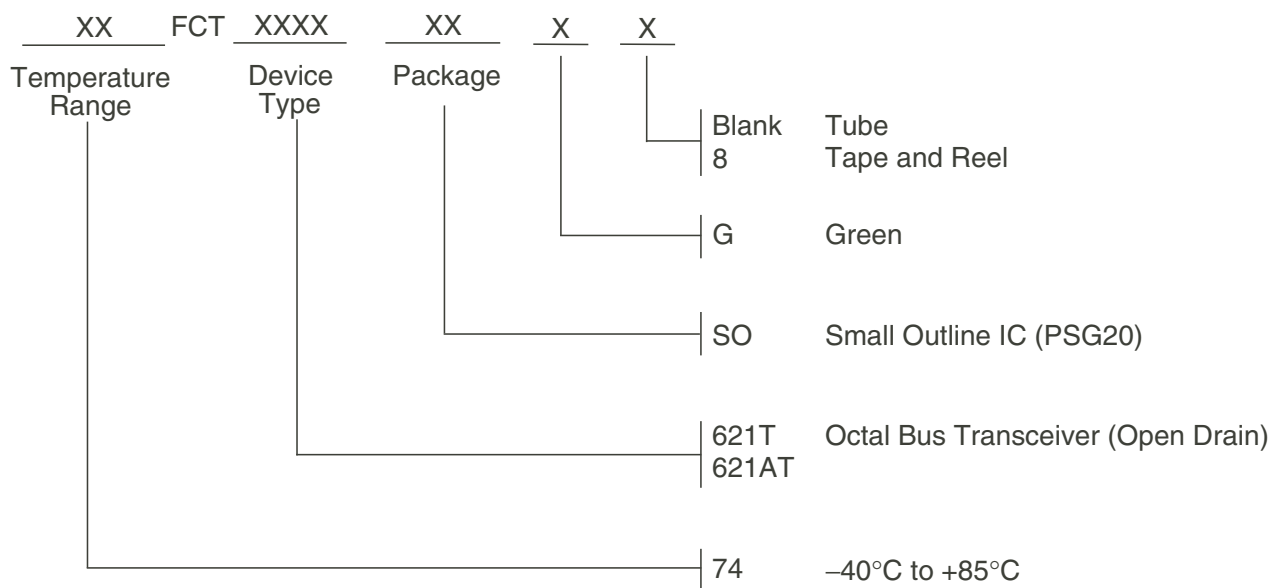 XX FCT XXXX XX X X
Temperature Range
Device Type
Package
Blank Tube
8 Tape and Reel
G Green
SO Small Outline IC (PSG20)
621T Octal Bus Transceiver (Open Drain)
621AT
74 –40°C to +85°C